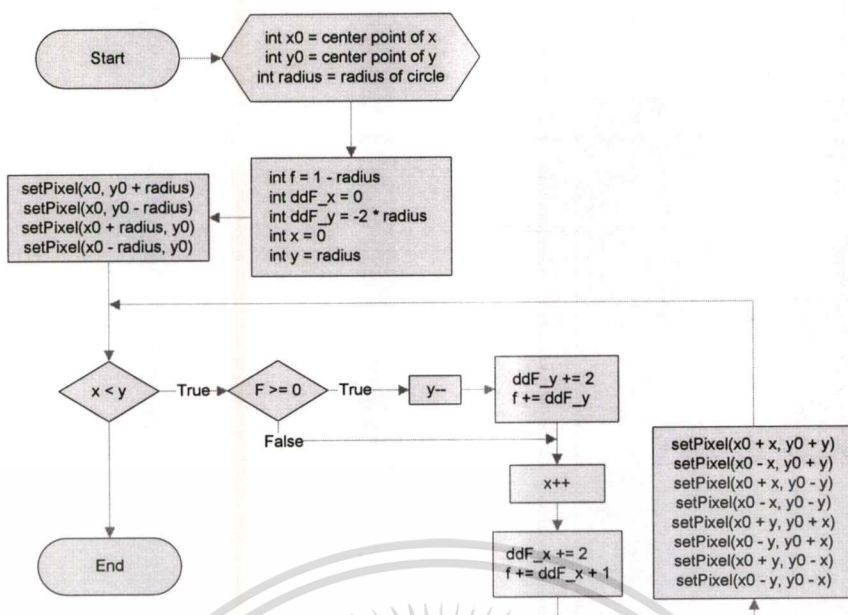 Start
int x0 = center point of x
int y0 = center point of y
int radius = radius of circle
int f = 1 - radius
int ddF_x = 0
int ddF_y = -2 * radius
int x = 0
int y = radius
setPixel(x0, y0 + radius)
setPixel(x0, y0 - radius)
setPixel(x0 + radius, y0)
setPixel(x0 - radius, y0)
x < y
True
F >= 0
True
y--
ddF_y += 2
f += ddF_y
False
x++
ddF_x += 2
f += ddF_x + 1
setPixel(x0 + x, y0 + y)
setPixel(x0 - x, y0 + y)
setPixel(x0 + x, y0 - y)
setPixel(x0 - x, y0 - y)
setPixel(x0 + y, y0 + x)
setPixel(x0 - y, y0 + x)
setPixel(x0 + y, y0 - x)
setPixel(x0 - y, y0 - x)
End